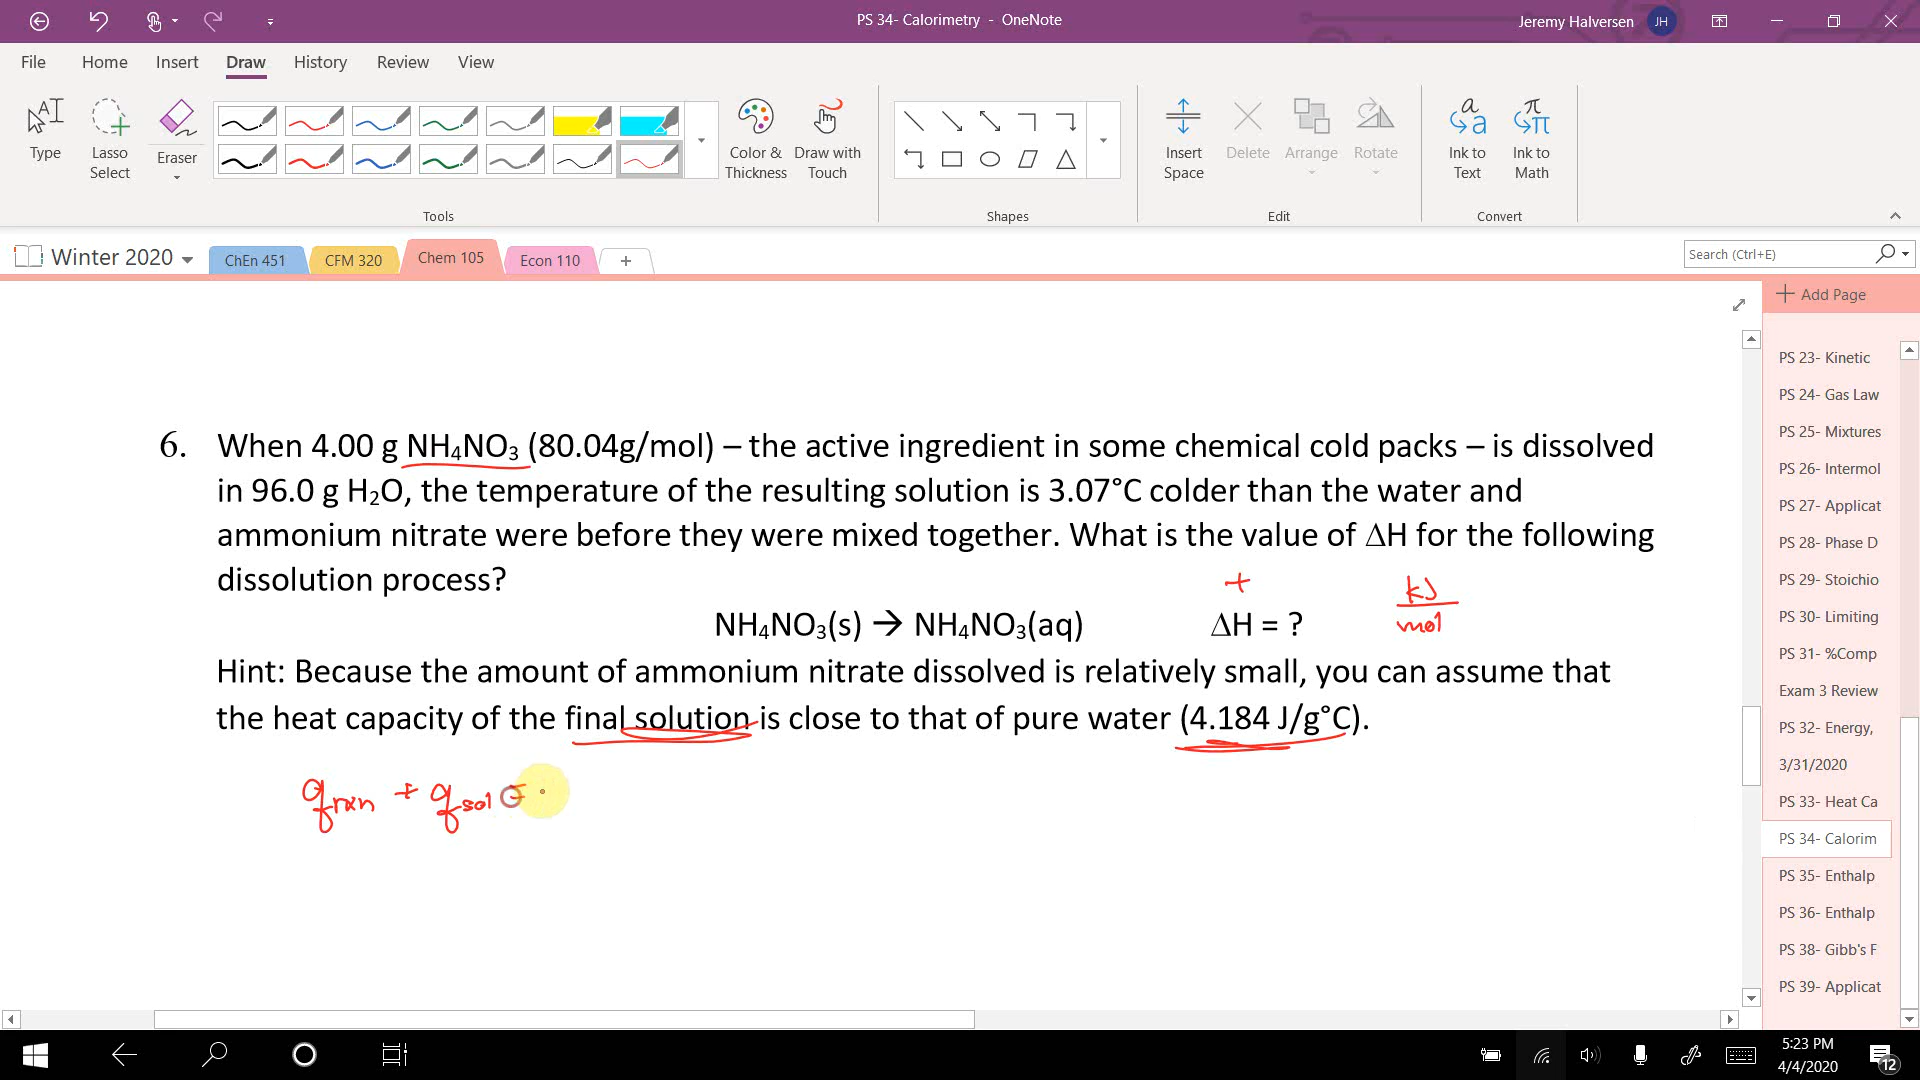 PS 34- Calorimetry - OneNote
Jeremy Halversen JH
File Home Insert Draw History Review View
Type
Lasso Select
Eraser
Color & Thickness
Draw with Touch
Insert Space
Delete
Arrange
Rotate
Ink to Text
Ink to Math
Tools
Shapes
Edit
Convert
Winter 2020
ChEn 451
CFM 320
Chem 105
Econ 110
+
Search (Ctrl+E)
Add Page
PS 23- Kinetic
PS 24- Gas Law
PS 25- Mixtures
PS 26- Intermol
PS 27- Applicat
PS 28- Phase D
PS 29- Stoichio
PS 30- Limiting
PS 31- %Comp
Exam 3 Review
PS 32- Energy,
3/31/2020
PS 33- Heat Ca
PS 34- Calorim
PS 35- Enthalp
PS 36- Enthalp
PS 38- Gibb's F
PS 39- Applicat
6. When 4.00 g NH₄NO₃ (80.04g/mol) – the active ingredient in some chemical cold packs – is dissolved
in 96.0 g H₂O, the temperature of the resulting solution is 3.07°C colder than the water and
ammonium nitrate were before they were mixed together. What is the value of ΔH for the following
dissolution process?
+
kJ
mol
NH₄NO₃(s) → NH₄NO₃(aq) ΔH = ?
Hint: Because the amount of ammonium nitrate dissolved is relatively small, you can assume that
the heat capacity of the final solution is close to that of pure water (4.184 J/g°C).
q rxn + q sol =
5:23 PM
4/4/2020
12